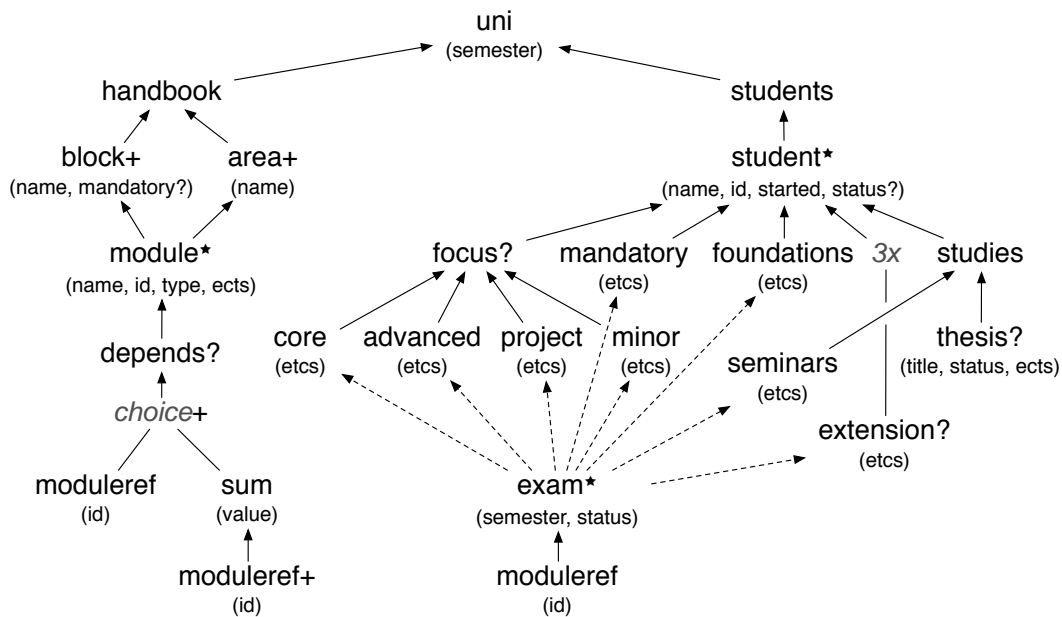 uni
(semester)
handbook
students
block+
area+
student★
(name, mandatory?)
(name)
(name, id, started, status?)
module★
focus?
mandatory
foundations
3x
studies
(name, id, type, ects)
(etcs)
(etcs)
core
advanced
project
minor
thesis?
depends?
(etcs)
(etcs)
(etcs)
(etcs)
seminars
(title, status, ects)
(etcs)
choice+
extension?
(etcs)
moduleref
sum
exam★
(id)
(value)
(semester, status)
moduleref+
moduleref
(id)
(id)